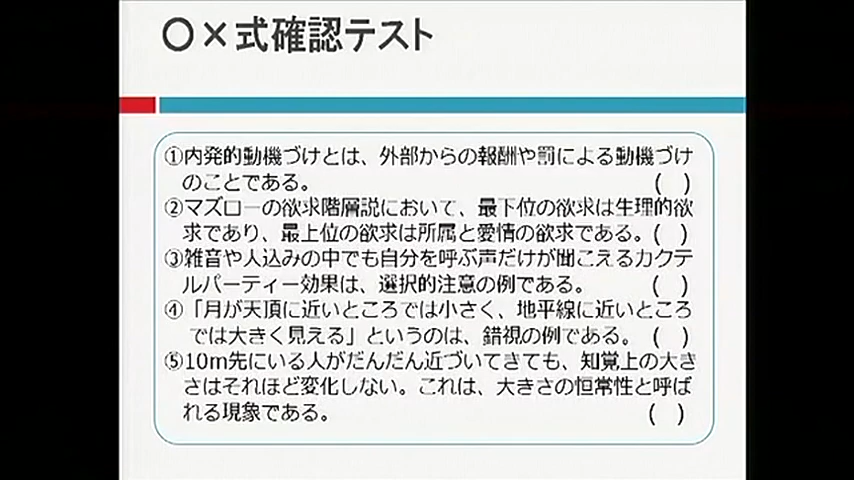 ○×式確認テスト
①内発的動機づけとは、外部からの報酬や罰による動機づけ
のことである。 ( )
②マズローの欲求階層説において、最下位の欲求は生理的欲
求であり、最上位の欲求は所属と愛情の欲求である。( )
③雑音や人込みの中でも自分を呼ぶ声だけが聞こえるカクテ
ルパーティー効果は、選択的注意の例である。 ( )
④「月が天頂に近いところでは小さく、地平線に近いところ
では大きく見える」というのは、錯視の例である。 ( )
⑤10m先にいる人がだんだん近づいてきても、知覚上の大き
さはそれほど変化しない。これは、大きさの恒常性と呼ば
れる現象である。 ( )